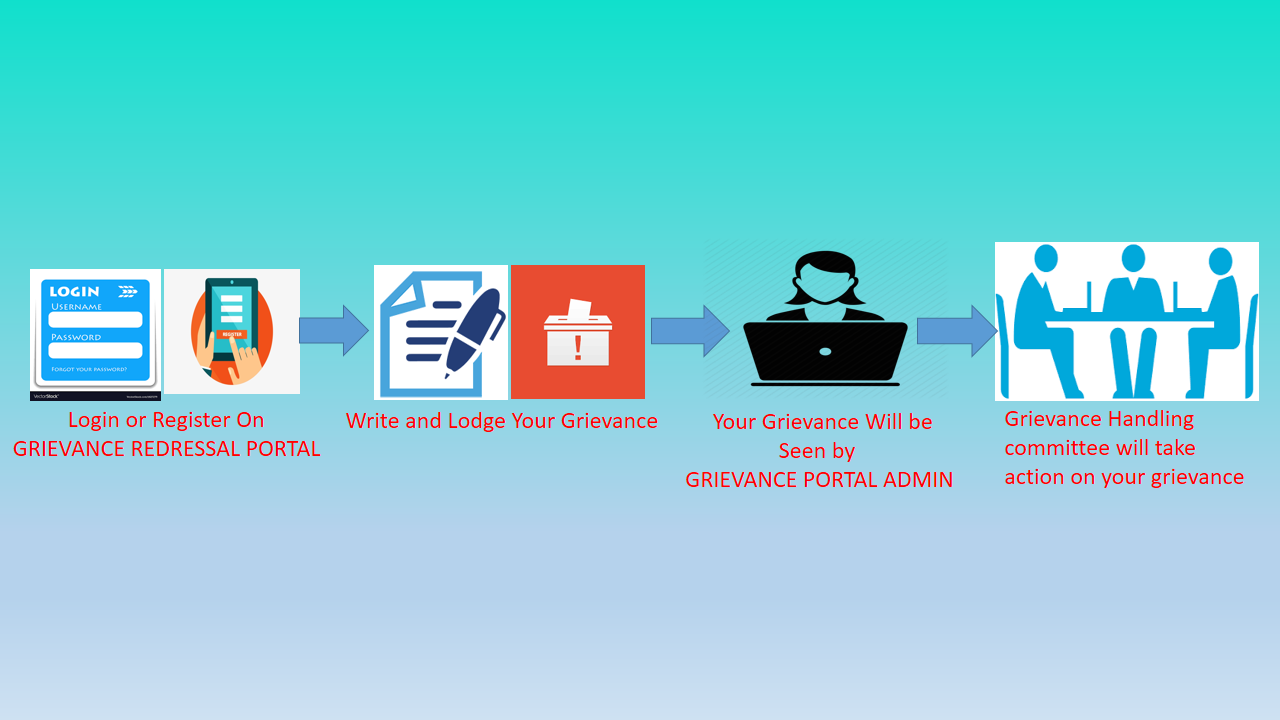 LOGIN
USERNAME
PASSWORD
FORGOT YOUR PASSWORD?
VectorStock
REGISTER
Login or Register On
GRIEVANCE REDRESSAL PORTAL
Write and Lodge Your Grievance
Your Grievance Will be
Seen by
GRIEVANCE PORTAL ADMIN
Grievance Handling
committee will take
action on your grievance